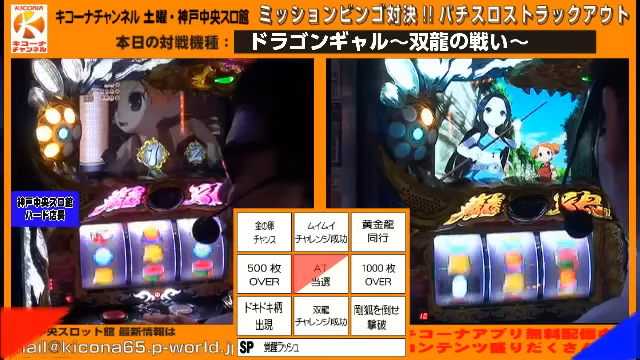 KICONA
キコーナ
チャンネル
キコーナチャンネル 土曜・神戸中央スロ館
ミッションビンゴ対決!! パチスロストラックアウト
本日の対戦機種:
ドラゴンギャル～双龍の戦い～
神戸中央スロ館
ハード店長
金の卵
チャンス
ムイムイ
チャレンジ成功
黄金龍
同行
500枚
OVER
AT
当選
1000枚
OVER
ドキドキ柄
出現
双龍
チャレンジ成功
剛狐を倒せ
撃破
SP 覚醒ラッシュ
中央スロット館 最新情報は
mail@kicona65.p-world.jp
キコーナアプリ無料配信中
コンテンツ盛りだくさん